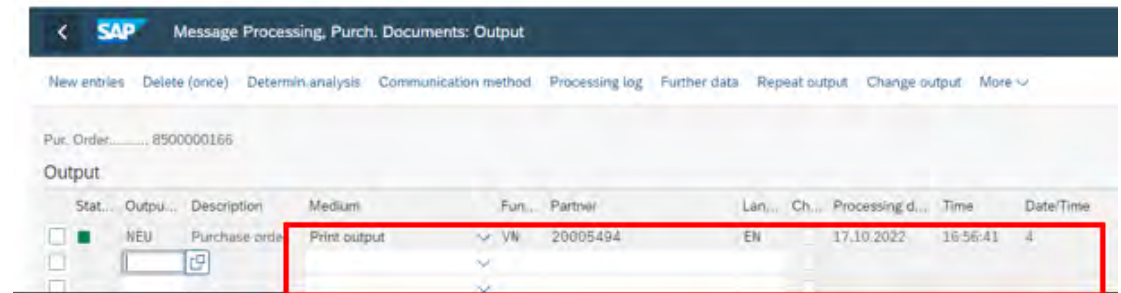 SAP Message Processing, Purch. Documents: Output
New entries Delete (once) Determin.analysis Communication method Processing log Further data Repeat output Change output More
Pur. Order.......... 8500000166
Output
Stat... Outpu... Description Medium Fun... Partner Lan... Ch... Processing d... Time Date/Time
NEU Purchase orde Print output VN 20005494 EN 17.10.2022 16:56:41 4